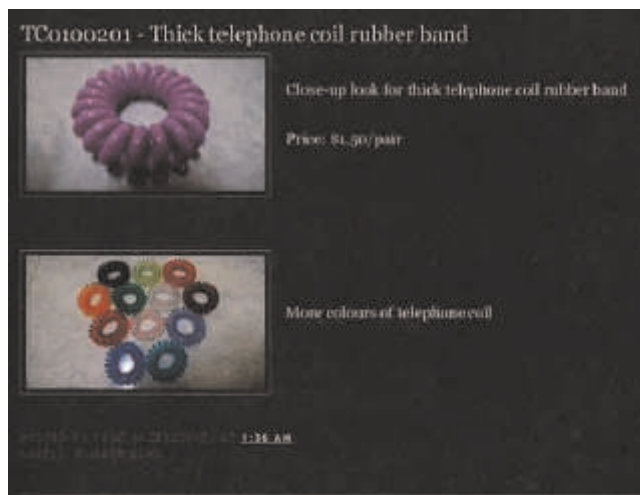 TC0100201 - Thick telephone coil rubber band
Close-up look for thick telephone coil rubber band
Price: $1.50/pair
More colours of telephone coil
1:36 AM